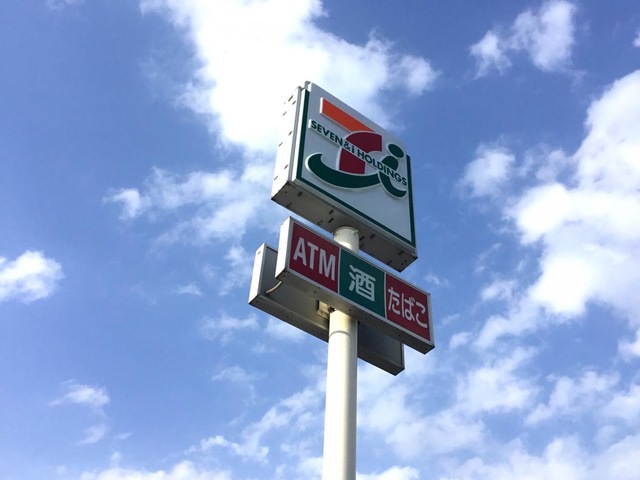 SEVEN & i HOLDINGS
ATM 酒 たばこ